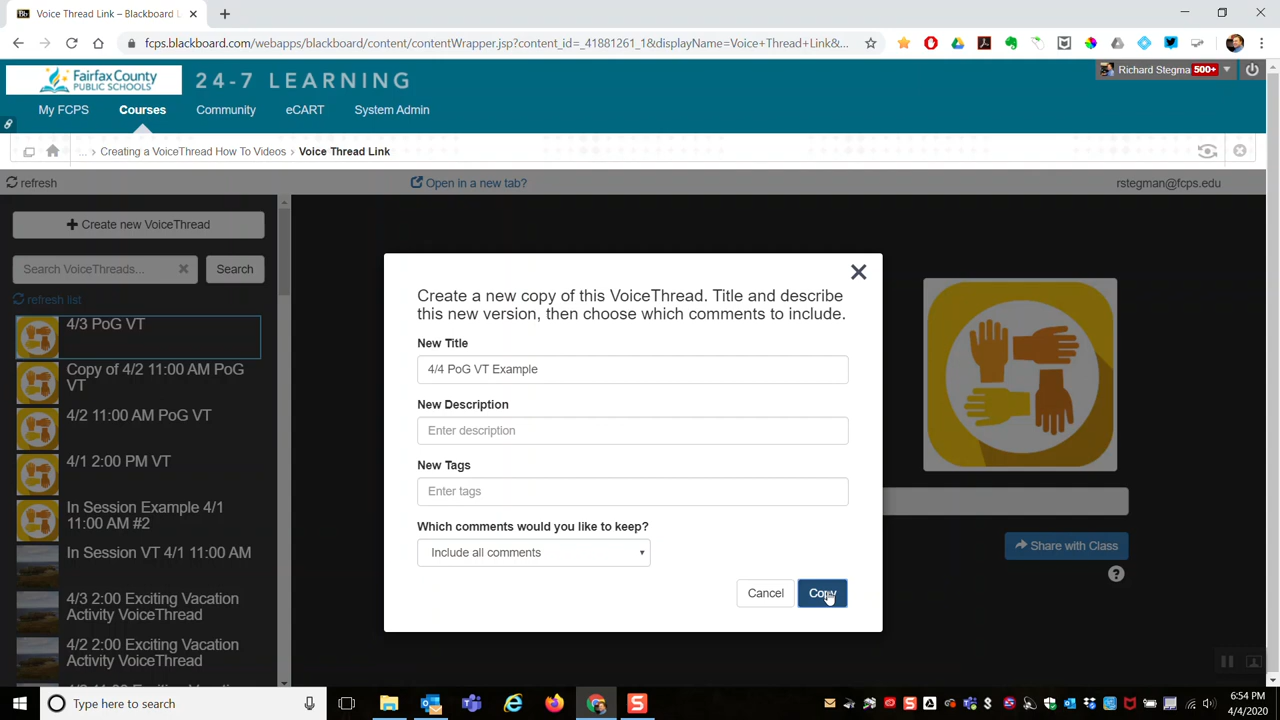 Voice Thread Link – Blackboard
fcps.blackboard.com/webapps/blackboard/content/contentWrapper.jsp?content_id=_41881261_1&displayName=Voice+Thread+Link&...
Fairfax County
PUBLIC SCHOOLS
24-7 LEARNING
Richard Stegma 500+
My FCPS Courses Community eCART System Admin
... > Creating a VoiceThread How To Videos > Voice Thread Link
refresh
Open in a new tab?
rstegman@fcps.edu
Create new VoiceThread
Search VoiceThreads...
Search
refresh list
4/3 PoG VT
Copy of 4/2 11:00 AM PoG
VT
4/2 11:00 AM PoG VT
4/1 2:00 PM VT
In Session Example 4/1
11:00 AM #2
In Session VT 4/1 11:00 AM
4/3 2:00 Exciting Vacation
Activity VoiceThread
4/2 2:00 Exciting Vacation
Activity VoiceThread
Create a new copy of this VoiceThread. Title and describe
this new version, then choose which comments to include.
New Title
4/4 PoG VT Example
New Description
Enter description
New Tags
Enter tags
Which comments would you like to keep?
Include all comments
Cancel
Copy
Share with Class
Type here to search
6:54 PM
4/4/2020